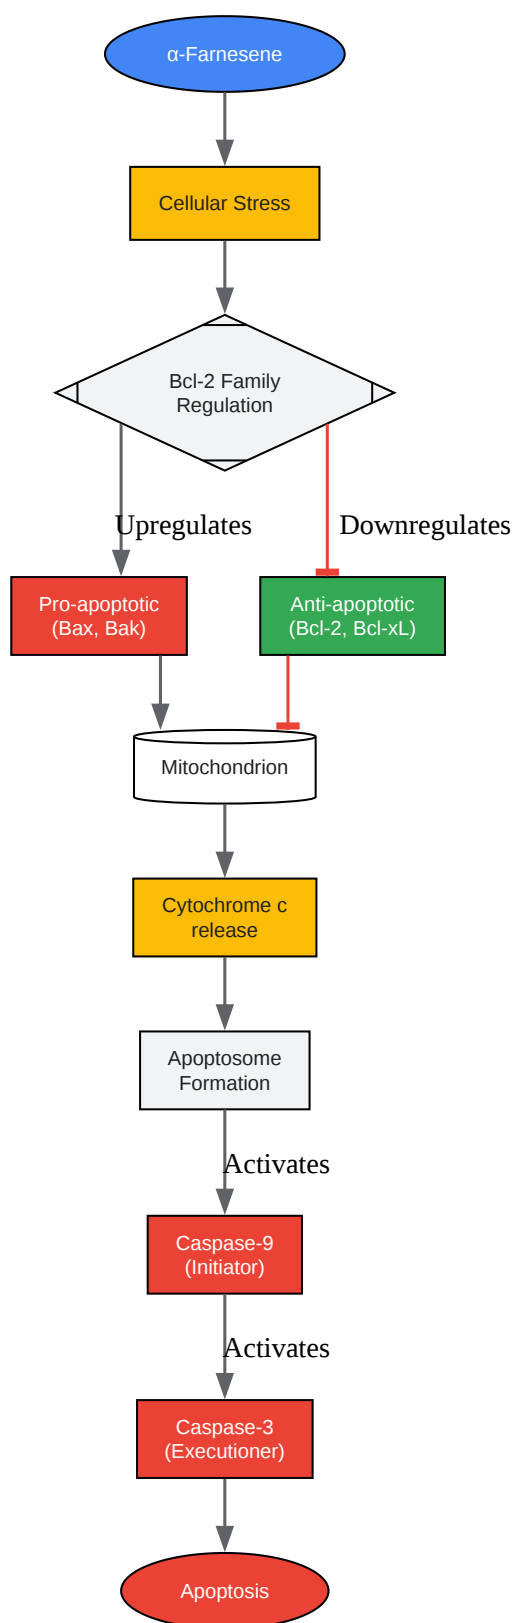 α-Farnesene
Cellular Stress
Bcl-2 Family
Regulation
Upregulates
Downregulates
Pro-apoptotic
(Bax, Bak)
Anti-apoptotic
(Bcl-2, Bcl-xL)
Mitochondrion
Cytochrome c
release
Apoptosome
Formation
Activates
Caspase-9
(Initiator)
Activates
Caspase-3
(Executioner)
Apoptosis